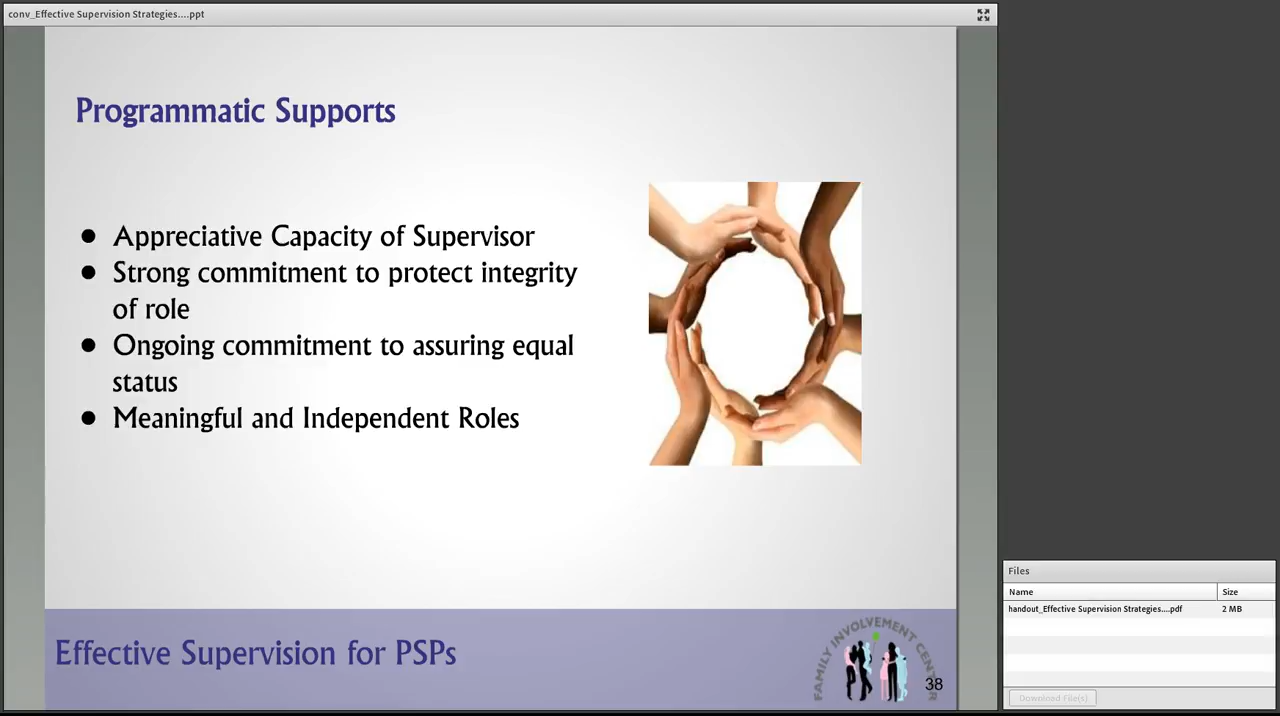 conv_Effective Supervision Strategies....ppt
Programmatic Supports
● Appreciative Capacity of Supervisor
● Strong commitment to protect integrity
of role
● Ongoing commitment to assuring equal
status
● Meaningful and Independent Roles
Effective Supervision for PSPs
FAMILY INVOLVEMENT CENTER
38
Files
Name Size
handout_Effective Supervision Strategies....pdf 2 MB
Download File(s)